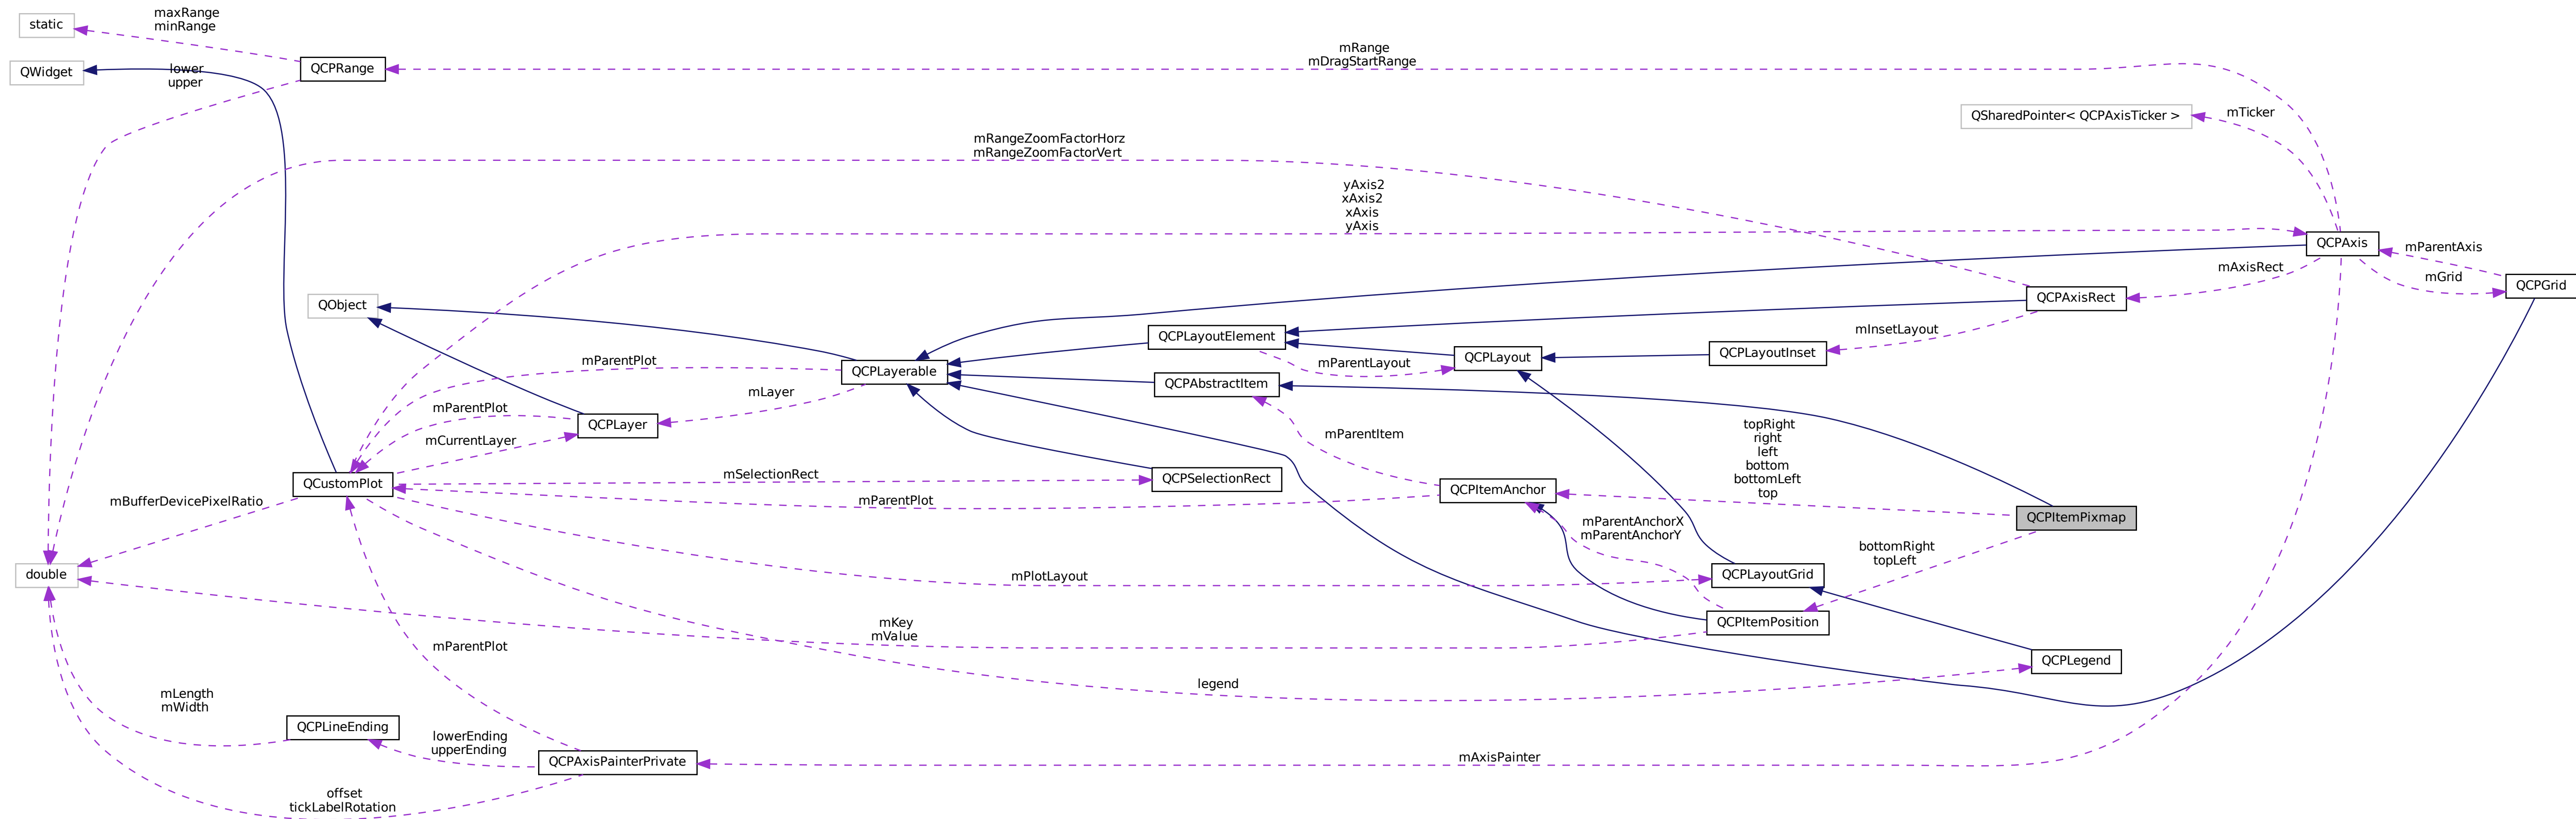 maxRange
minRange
static
QWidget
lower
upper
QCPRange
mRange
mDragStartRange
QSharedPointer< QCPAxisTicker >
mTicker
mRangeZoomFactorHorz
mRangeZoomFactorVert
yAxis2
xAxis2
xAxis
yAxis
QCPAxis
mParentAxis
mGrid
QCPGrid
mAxisRect
QCPAxisRect
QObject
mInsetLayout
QCPLayoutElement
QCPLayout
QCPLayoutInset
mParentLayout
mParentPlot
QCPLayerable
QCPAbstractItem
mLayer
mParentPlot
QCPLayer
mCurrentLayer
mParentItem
topRight
right
left
bottom
bottomLeft
top
QCustomPlot
mSelectionRect
QCPSelectionRect
mBufferDevicePixelRatio
mParentPlot
QCPItemAnchor
QCPItemPixmap
mParentAnchorX
mParentAnchorY
bottomRight
topLeft
double
mPlotLayout
QCPLayoutGrid
mKey
mValue
QCPItemPosition
mParentPlot
QCPLegend
legend
mLength
mWidth
QCPLineEnding
lowerEnding
upperEnding
QCPAxisPainterPrivate
mAxisPainter
offset
tickLabelRotation